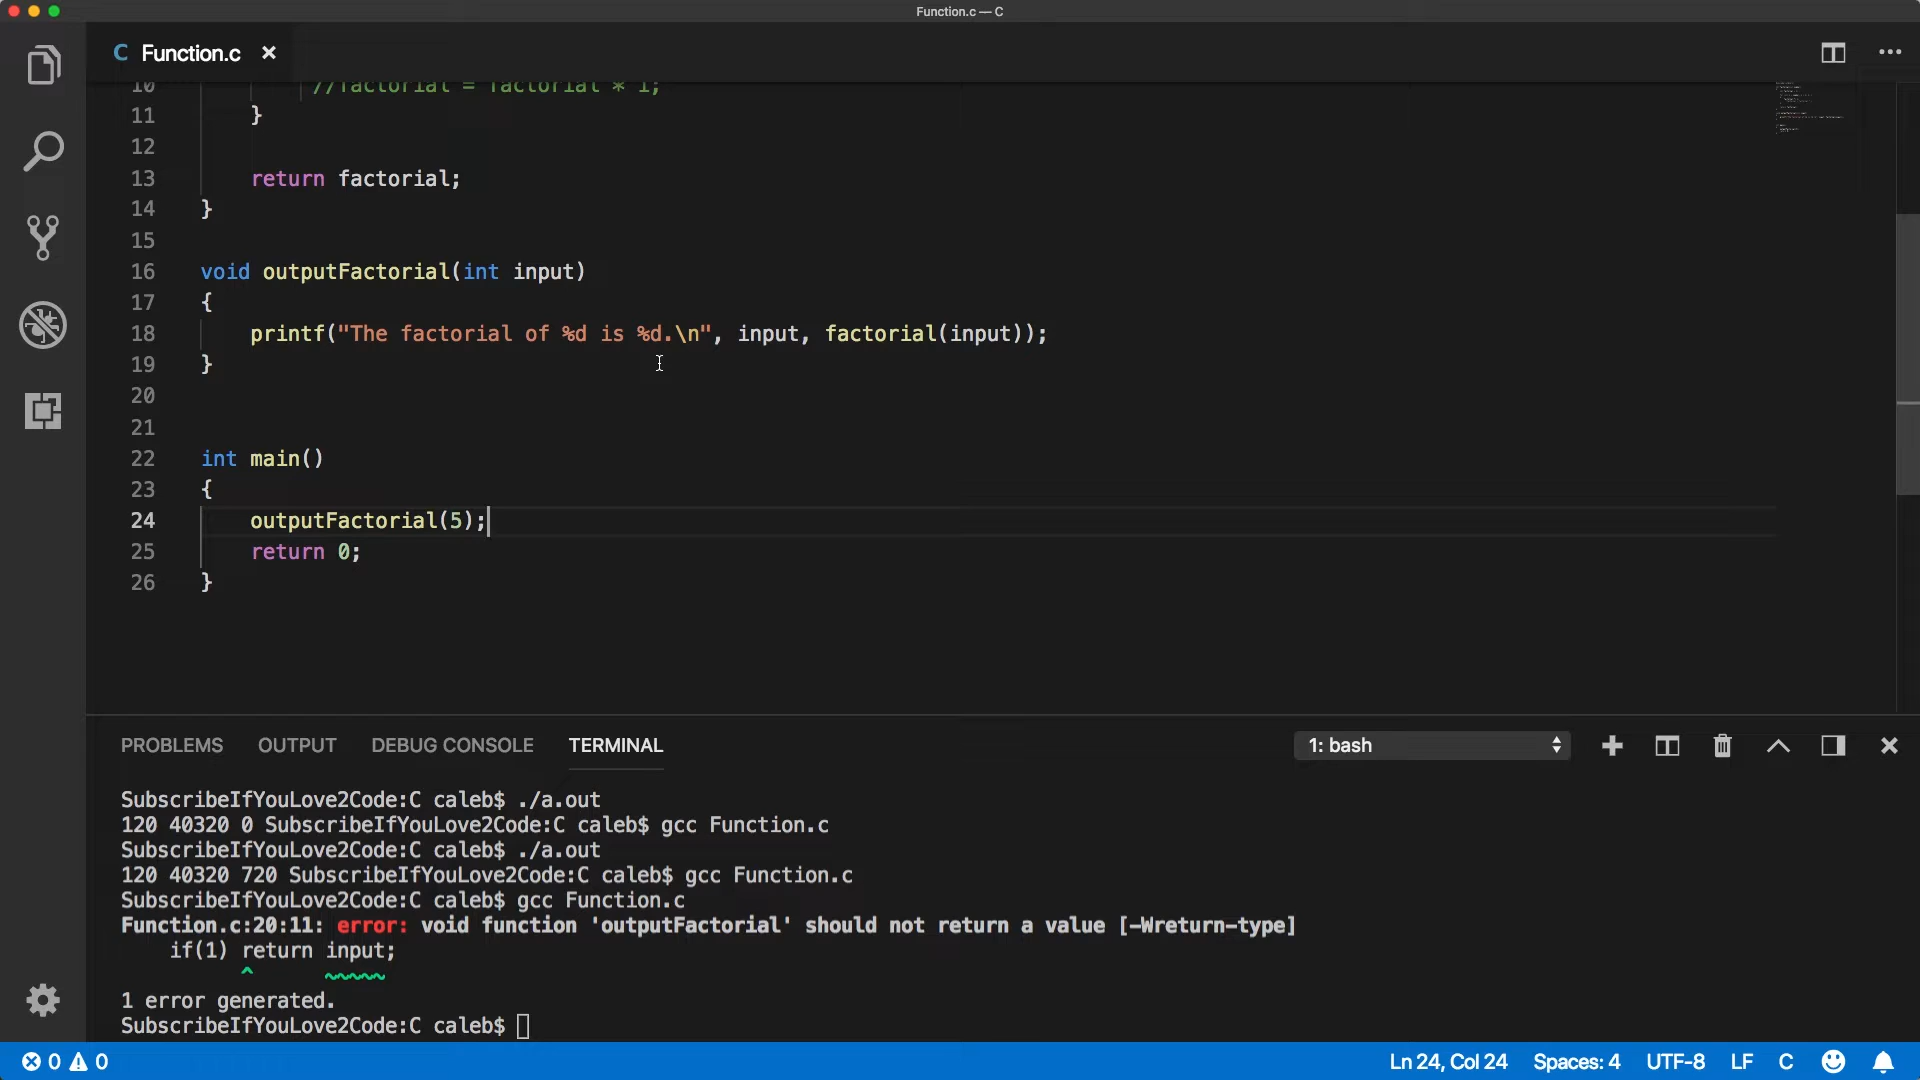 Function.c — C
C Function.c ×
10 //factorial = factorial * i;
11 }
12
13 return factorial;
14 }
15
16 void outputFactorial(int input)
17 {
18 printf("The factorial of %d is %d.\n", input, factorial(input));
19 }
20
21
22 int main()
23 {
24 outputFactorial(5);
25 return 0;
26 }
PROBLEMS OUTPUT DEBUG CONSOLE TERMINAL 1: bash
SubscribeIfYouLove2Code:C caleb$ ./a.out
120 40320 0 SubscribeIfYouLove2Code:C caleb$ gcc Function.c
SubscribeIfYouLove2Code:C caleb$ ./a.out
120 40320 720 SubscribeIfYouLove2Code:C caleb$ gcc Function.c
SubscribeIfYouLove2Code:C caleb$ gcc Function.c
Function.c:20:11: error: void function 'outputFactorial' should not return a value [-Wreturn-type]
if(1) return input;
^ ~~~~~
1 error generated.
SubscribeIfYouLove2Code:C caleb$
0 0 Ln 24, Col 24 Spaces: 4 UTF-8 LF C